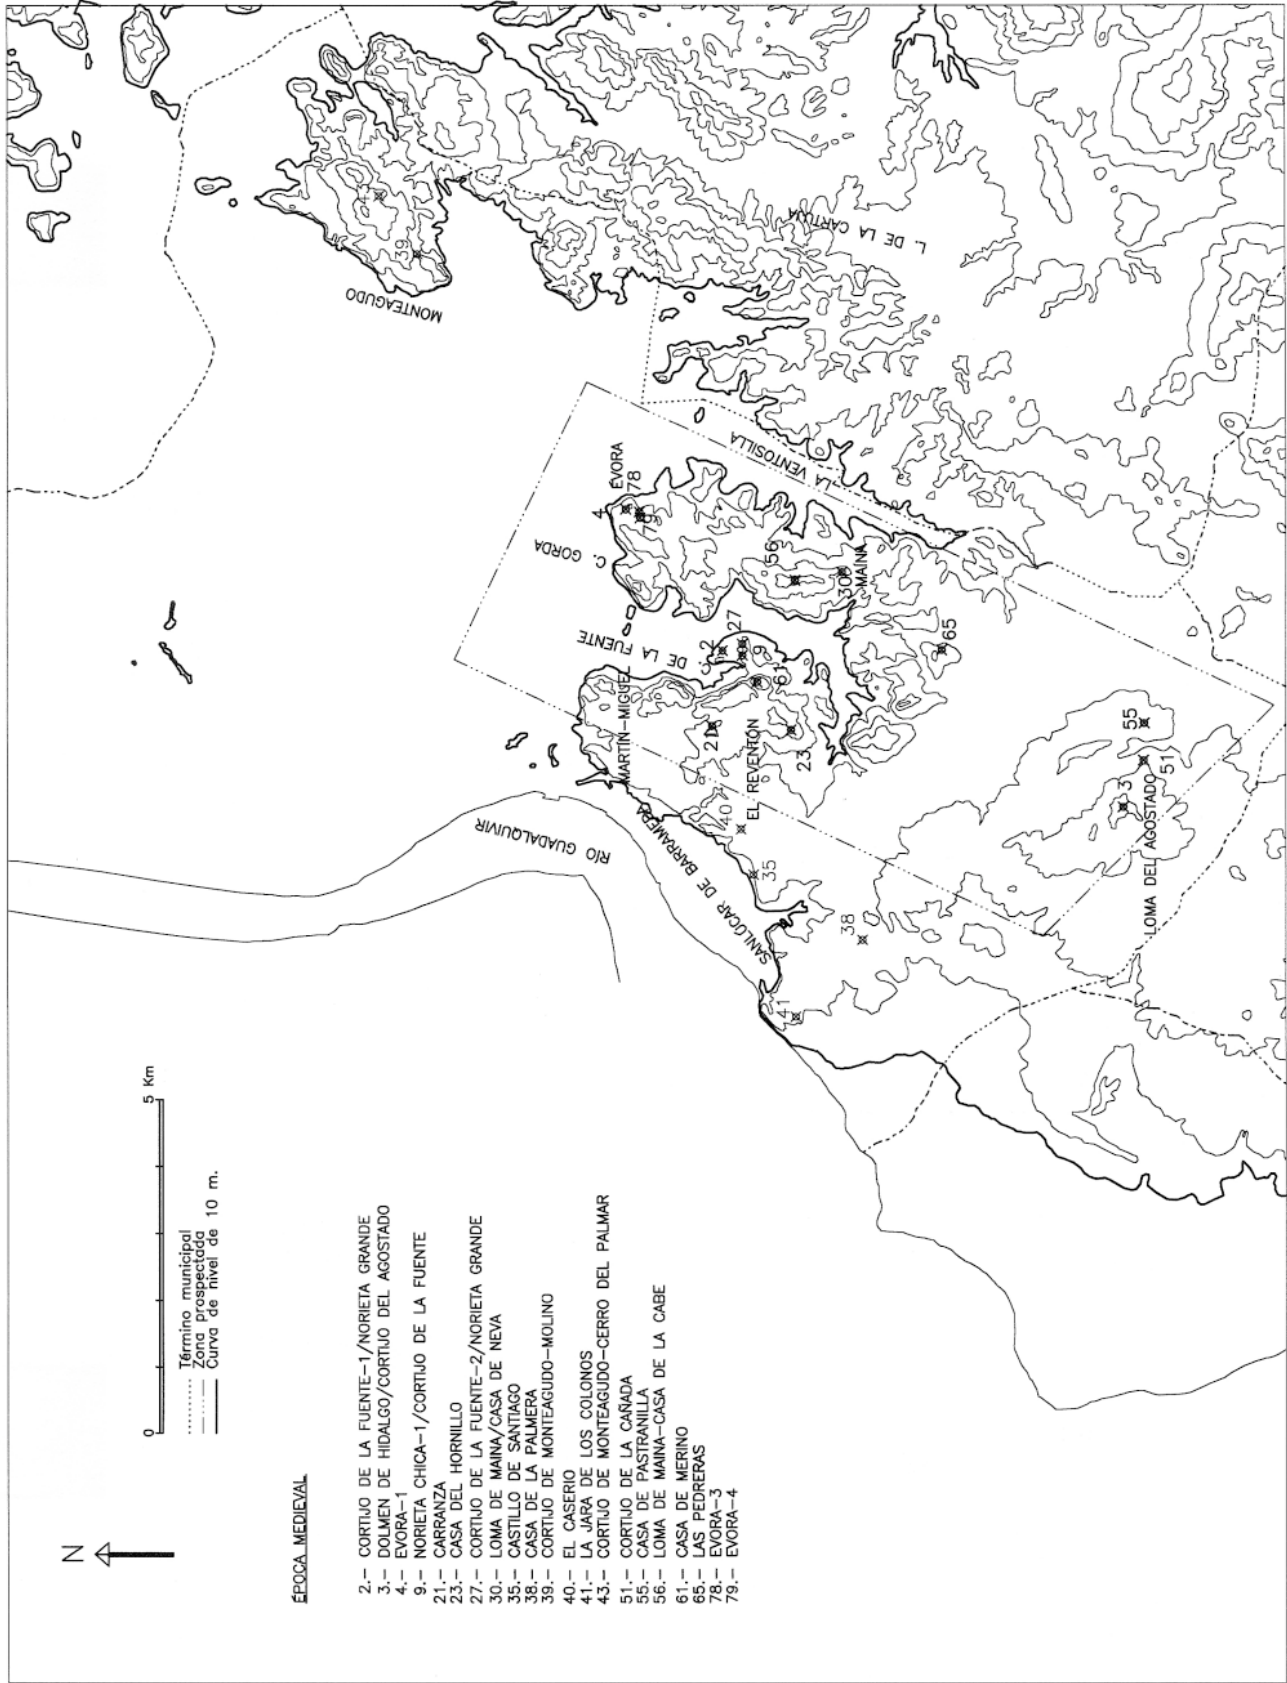 N
0
5 Km
Término municipal
Zona prospectada
Curva de nivel de 10 m.
ÉPOCA MEDIEVAL
2.- CORTIJO DE LA FUENTE-1/NORIETA GRANDE
3.- DOLMEN DE HIDALGO/CORTIJO DEL AGOSTADO
4.- EVORA-1
9.- NORIETA CHICA-1/CORTIJO DE LA FUENTE
21.- CARRANZA
23.- CASA DEL HORNILLO
27.- CORTIJO DE LA FUENTE-2/NORIETA GRANDE
30.- LOMA DE MAINA/CASA DE NEVA
35.- CASTILLO DE SANTIAGO
38.- CASA DE LA PALMERA
39.- CORTIJO DE MONTEAGUDO-MOLINO
40.- EL CASERIO
41.- LA JARA DE LOS COLONOS
43.- CORTIJO DE MONTEAGUDO-CERRO DEL PALMAR
51.- CORTIJO DE LA CAÑADA
55.- CASA DE PASTRANILLA
56.- LOMA DE MAINA-CASA DE LA CABE
61.- CASA DE MERINO
65.- LAS PEDRERAS
78.- EVORA-3
79.- EVORA-4
RÍO GUADALQUIVIR
SANLÚCAR DE BARRAMEDA
MARTÍN-MIGUEL
C. DE LA FUENTE
C. GORDA
ÉVORA
LA VENTOSILLA
MONTEAGUDO
L. DE LA CARTUJA
EL REVENTÓN
MAINA
LOMA DEL AGOSTADO
43
39
4
78
79
56
30
2
27
9
61
21
23
65
40
35
38
41
3
51
55